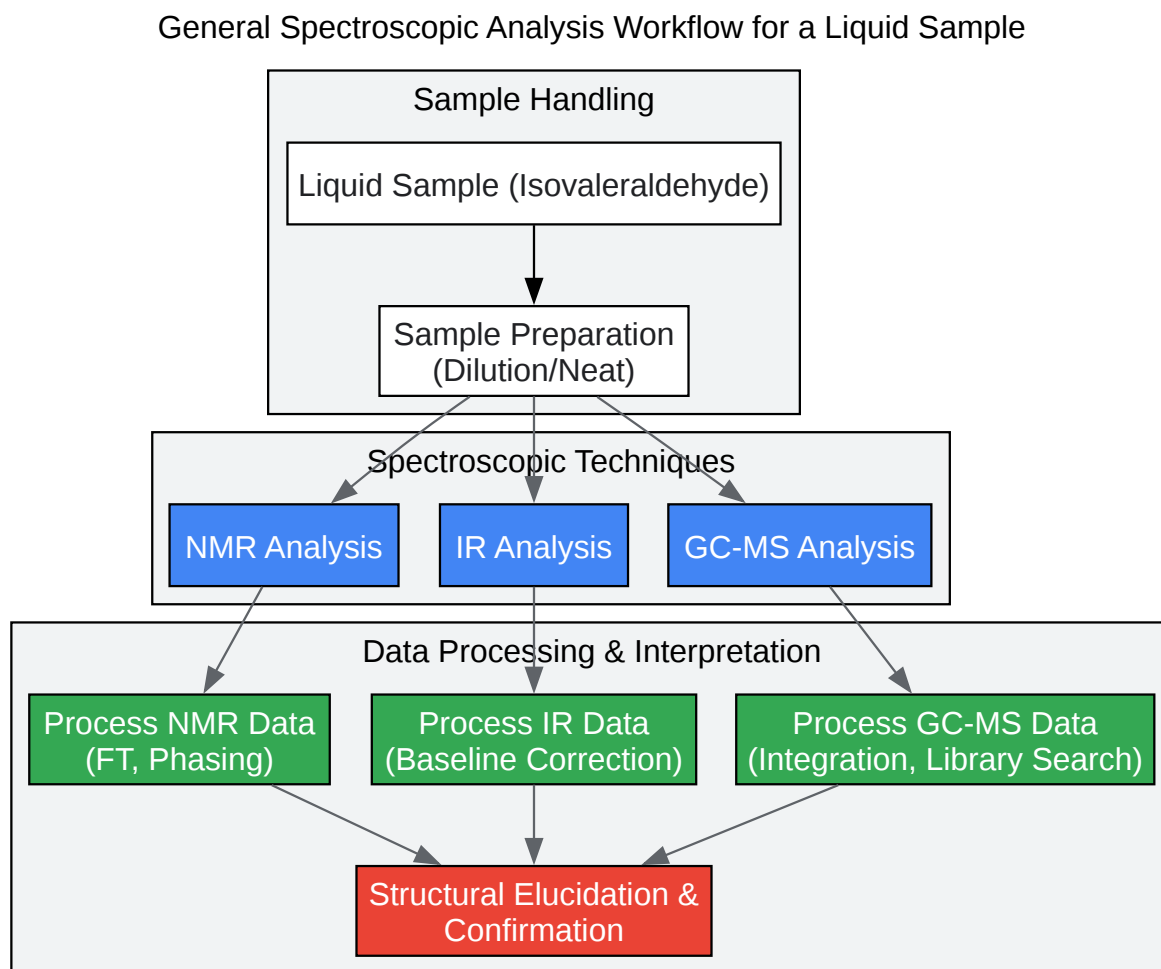 General Spectroscopic Analysis Workflow for a Liquid Sample
Sample Handling
Liquid Sample (Isovaleraldehyde)
Sample Preparation
(Dilution/Neat)
Spectroscopic Techniques
NMR Analysis
IR Analysis
GC-MS Analysis
Data Processing & Interpretation
Process NMR Data
(FT, Phasing)
Process IR Data
(Baseline Correction)
Process GC-MS Data
(Integration, Library Search)
Structural Elucidation &
Confirmation